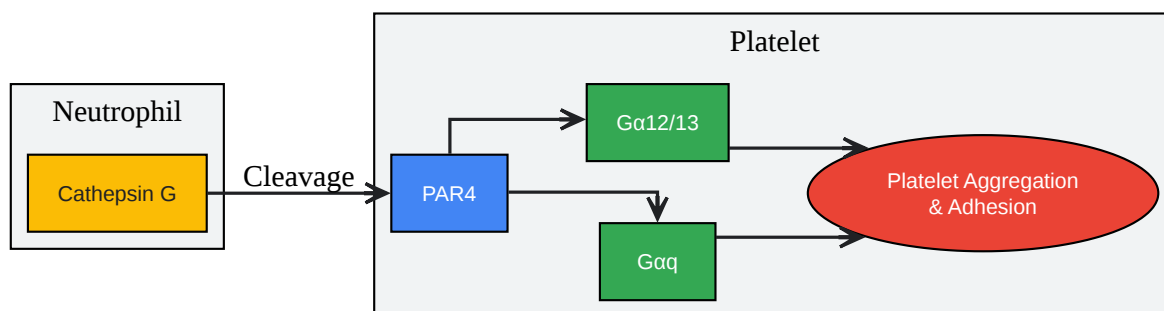 Platelet
Neutrophil
Gα12/13
Cathepsin G
Cleavage
PAR4
Platelet Aggregation
& Adhesion
Gαq